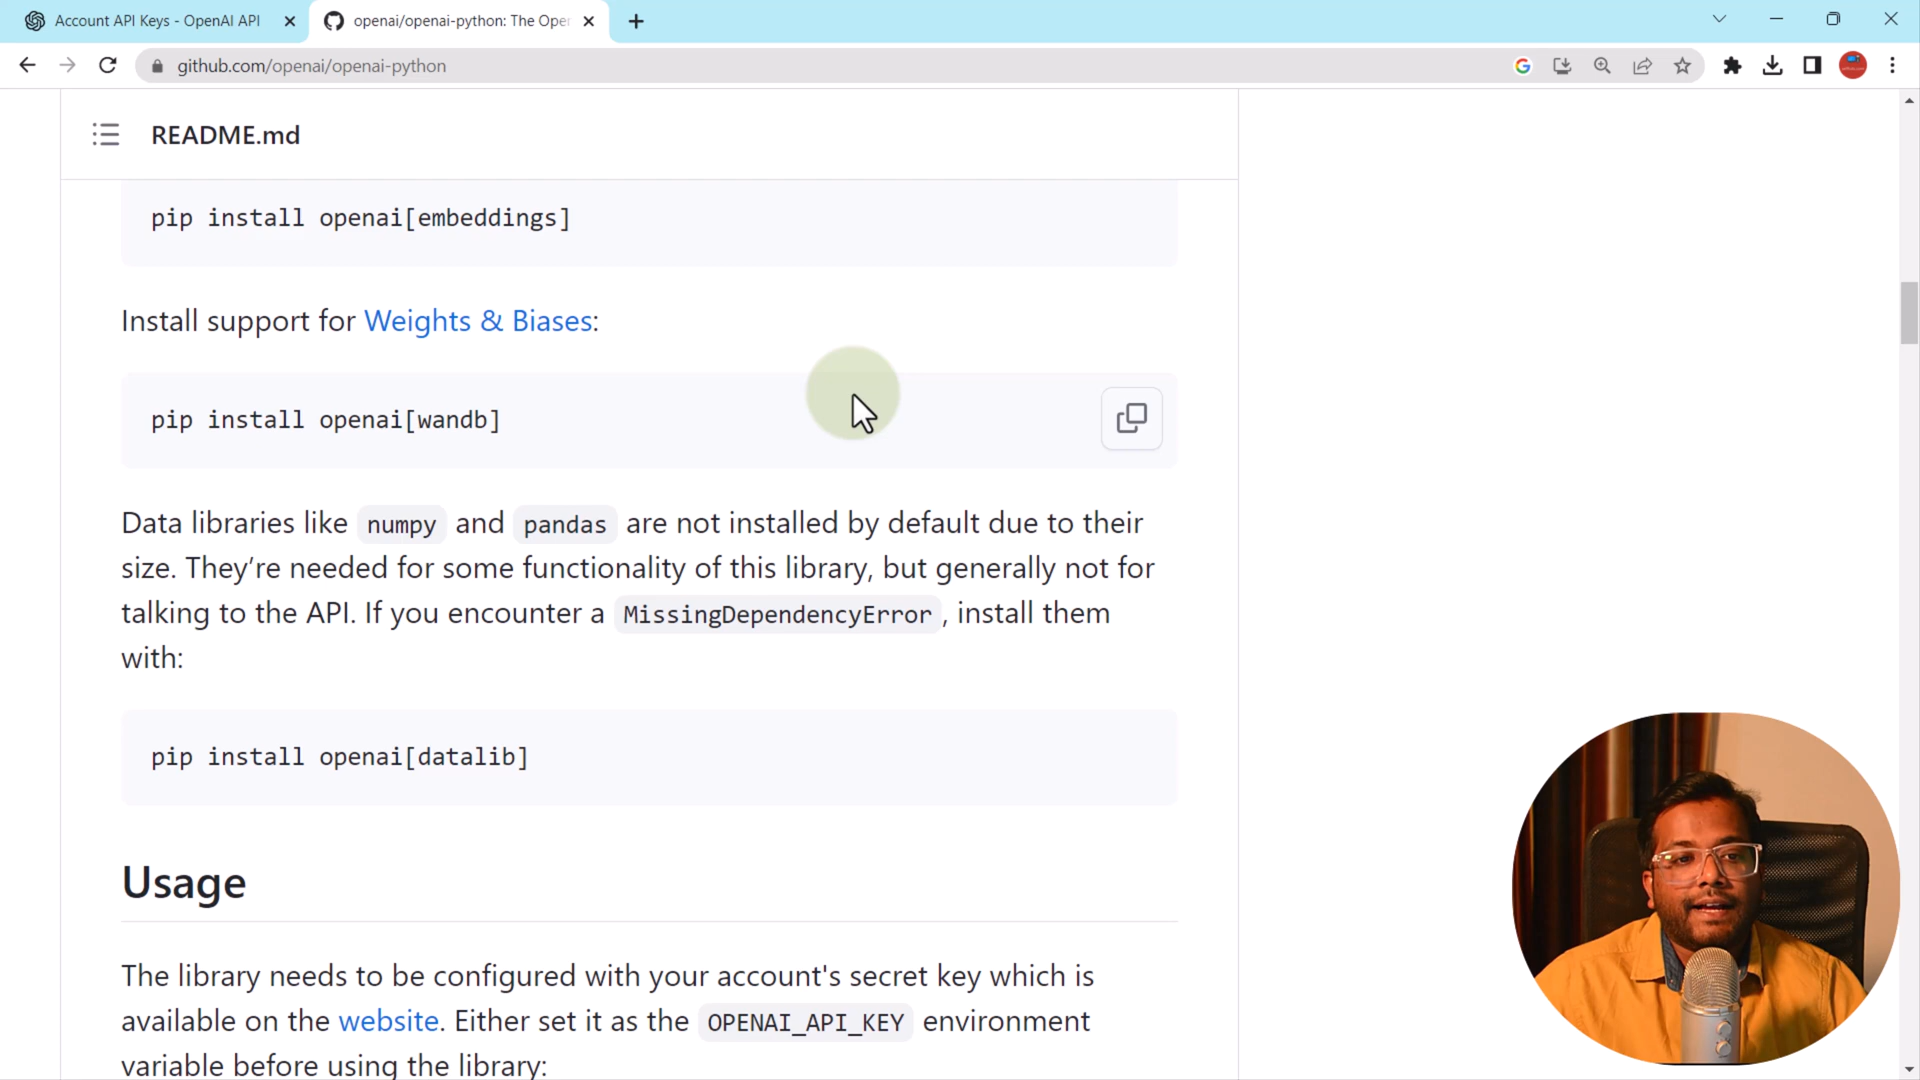 Account API Keys - OpenAI API
openai/openai-python: The Ope
github.com/openai/openai-python
README.md
pip install openai[embeddings]
Install support for Weights & Biases:
pip install openai[wandb]
Data libraries like numpy and pandas are not installed by default due to their
size. They’re needed for some functionality of this library, but generally not for
talking to the API. If you encounter a MissingDependencyError, install them
with:
pip install openai[datalib]
Usage
The library needs to be configured with your account's secret key which is
available on the website. Either set it as the OPENAI_API_KEY environment
variable before using the library: